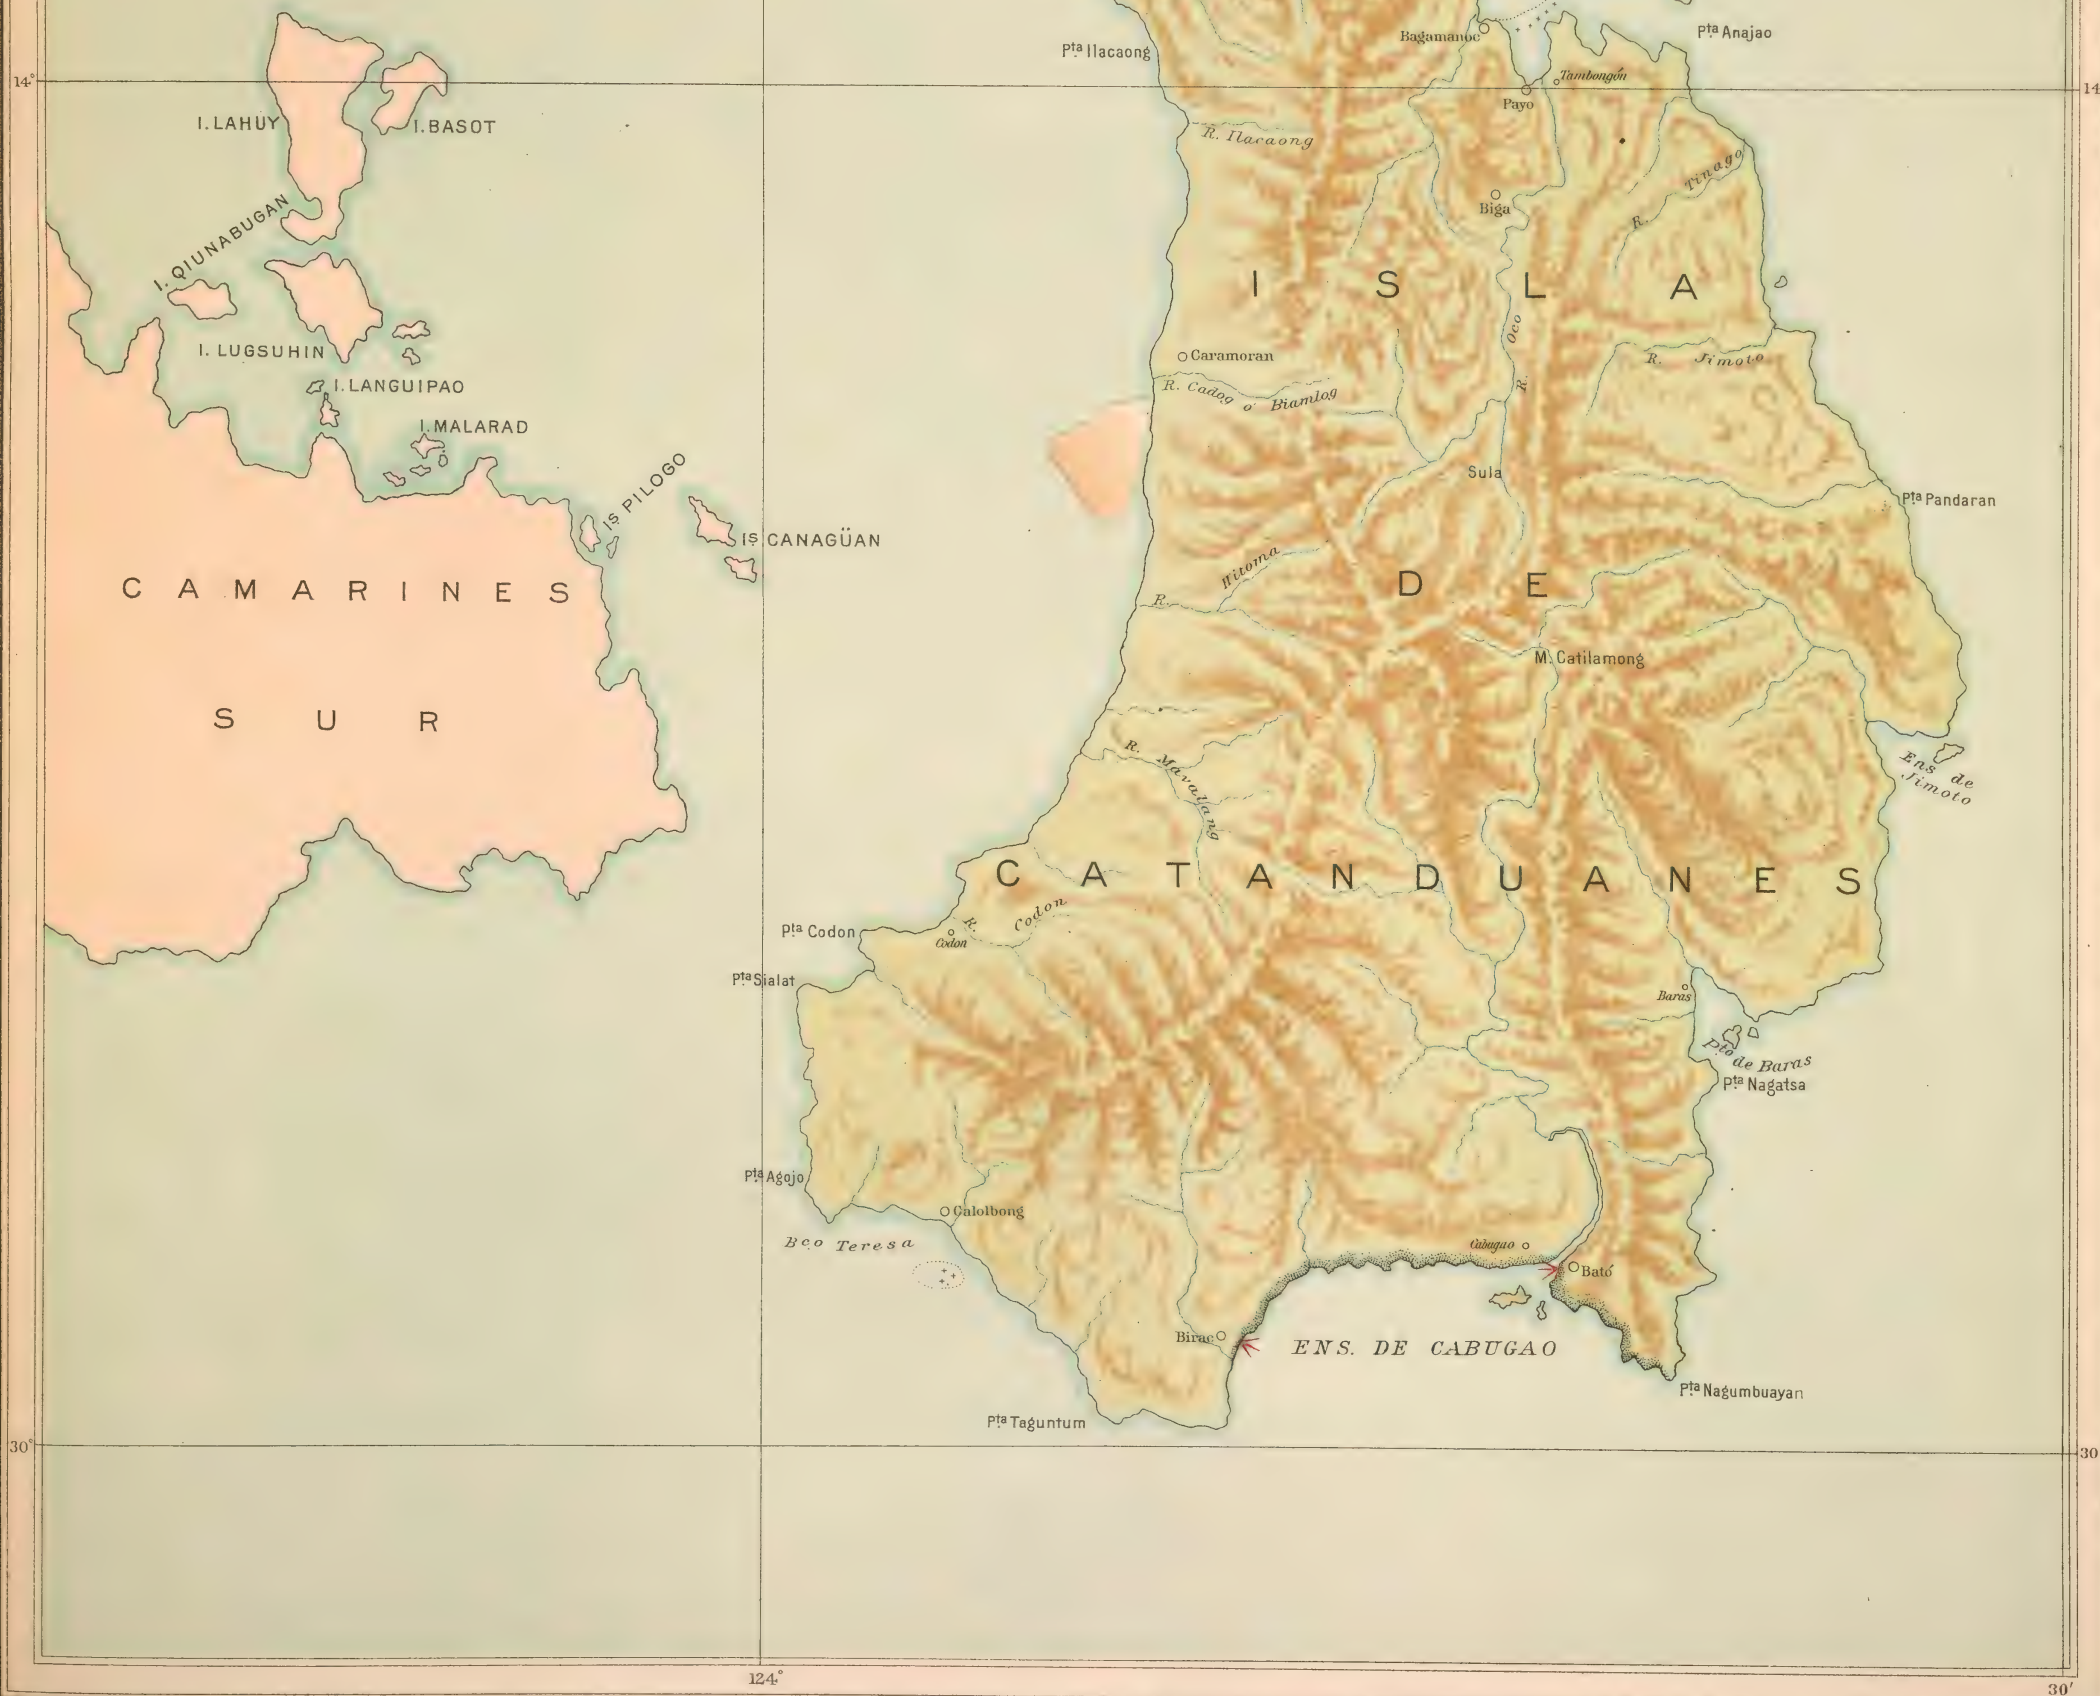 Pta Ilacaong
Bagamanoc
Pta Anajao
14°
Tambongón
14
Payo
I. LAHUY
I. BASOT
R. Ilacaong
R. Tinago
I. QIUNABUGAN
Biga
I S L A
R. Oco
I. LUGSUHIN
Caramoran
R. Jimoto
I. LANGUIPAO
R. Cadog ó Biamlog
I. MALARAD
Sula
Is PILOGO
Pta Pandaran
Is CANAGÜAN
R. Hitoma
CAMARINES
D E
M. Catilamong
SUR
R. Mavalang
Ens de
Jimoto
CATANDUANES
R. Codon
Pta Codon
Codon
Pta Sialat
Baras
Pto de Baras
Pta Nagatsa
Pta Agojo
Calolbong
Bco Teresa
Cabugao
Bató
Birac
ENS. DE CABUGAO
Pta Nagumbuayan
Pta Taguntum
30°
30
124°
30'